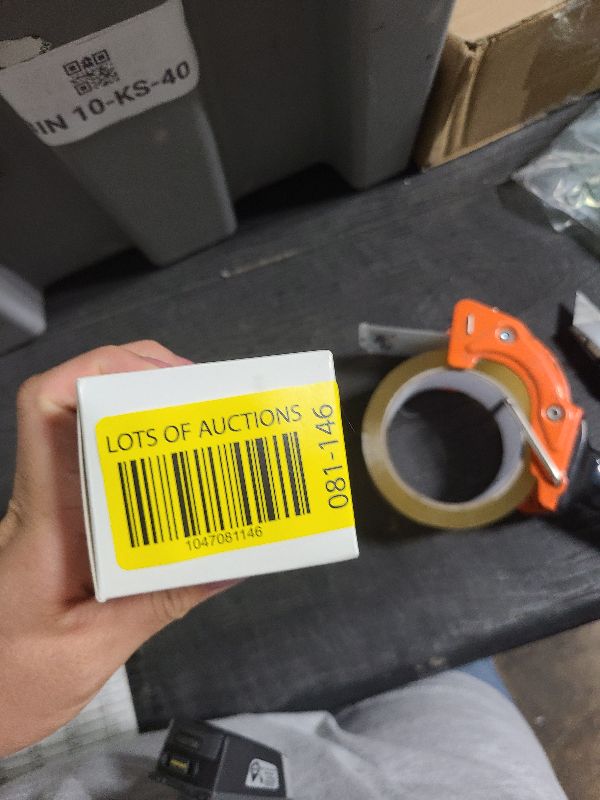 IN 10-KS-40
LOTS OF AUCTIONS
1047081146
081-146